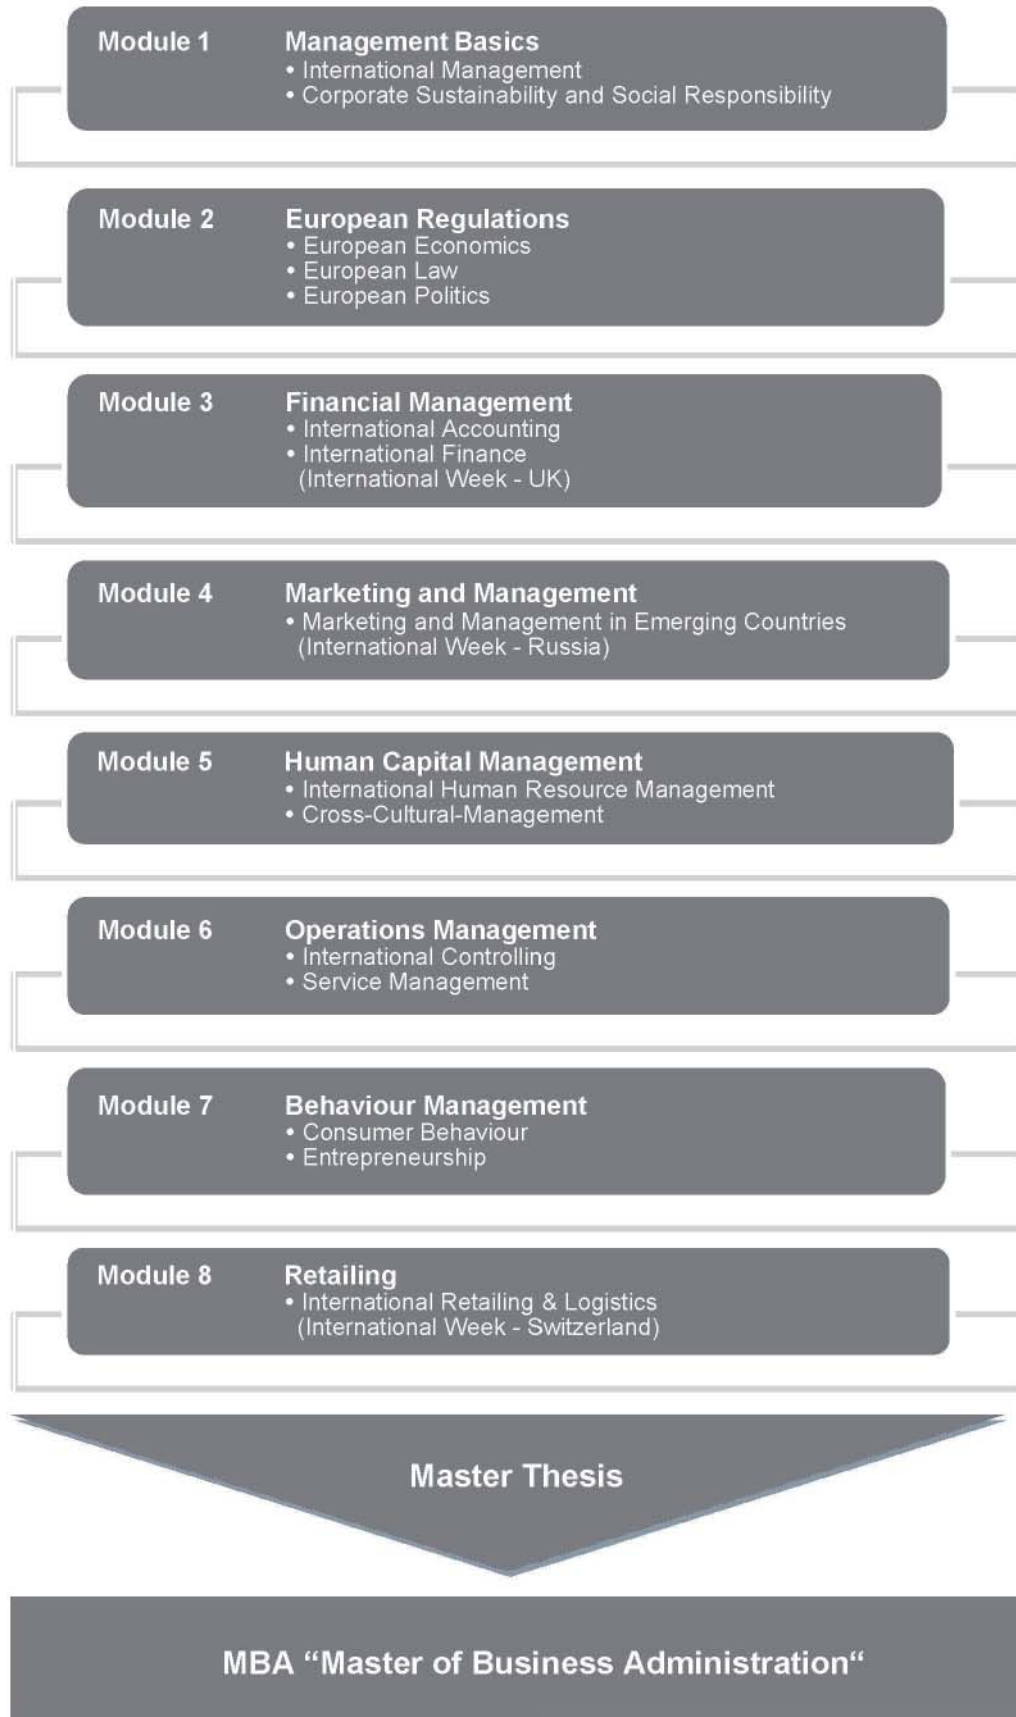 Module 1 Management Basics
• International Management
• Corporate Sustainability and Social Responsibility
Module 2 European Regulations
• European Economics
• European Law
• European Politics
Module 3 Financial Management
• International Accounting
• International Finance
(International Week - UK)
Module 4 Marketing and Management
• Marketing and Management in Emerging Countries
(International Week - Russia)
Module 5 Human Capital Management
• International Human Resource Management
• Cross-Cultural-Management
Module 6 Operations Management
• International Controlling
• Service Management
Module 7 Behaviour Management
• Consumer Behaviour
• Entrepreneurship
Module 8 Retailing
• International Retailing & Logistics
(International Week - Switzerland)
Master Thesis
MBA “Master of Business Administration“